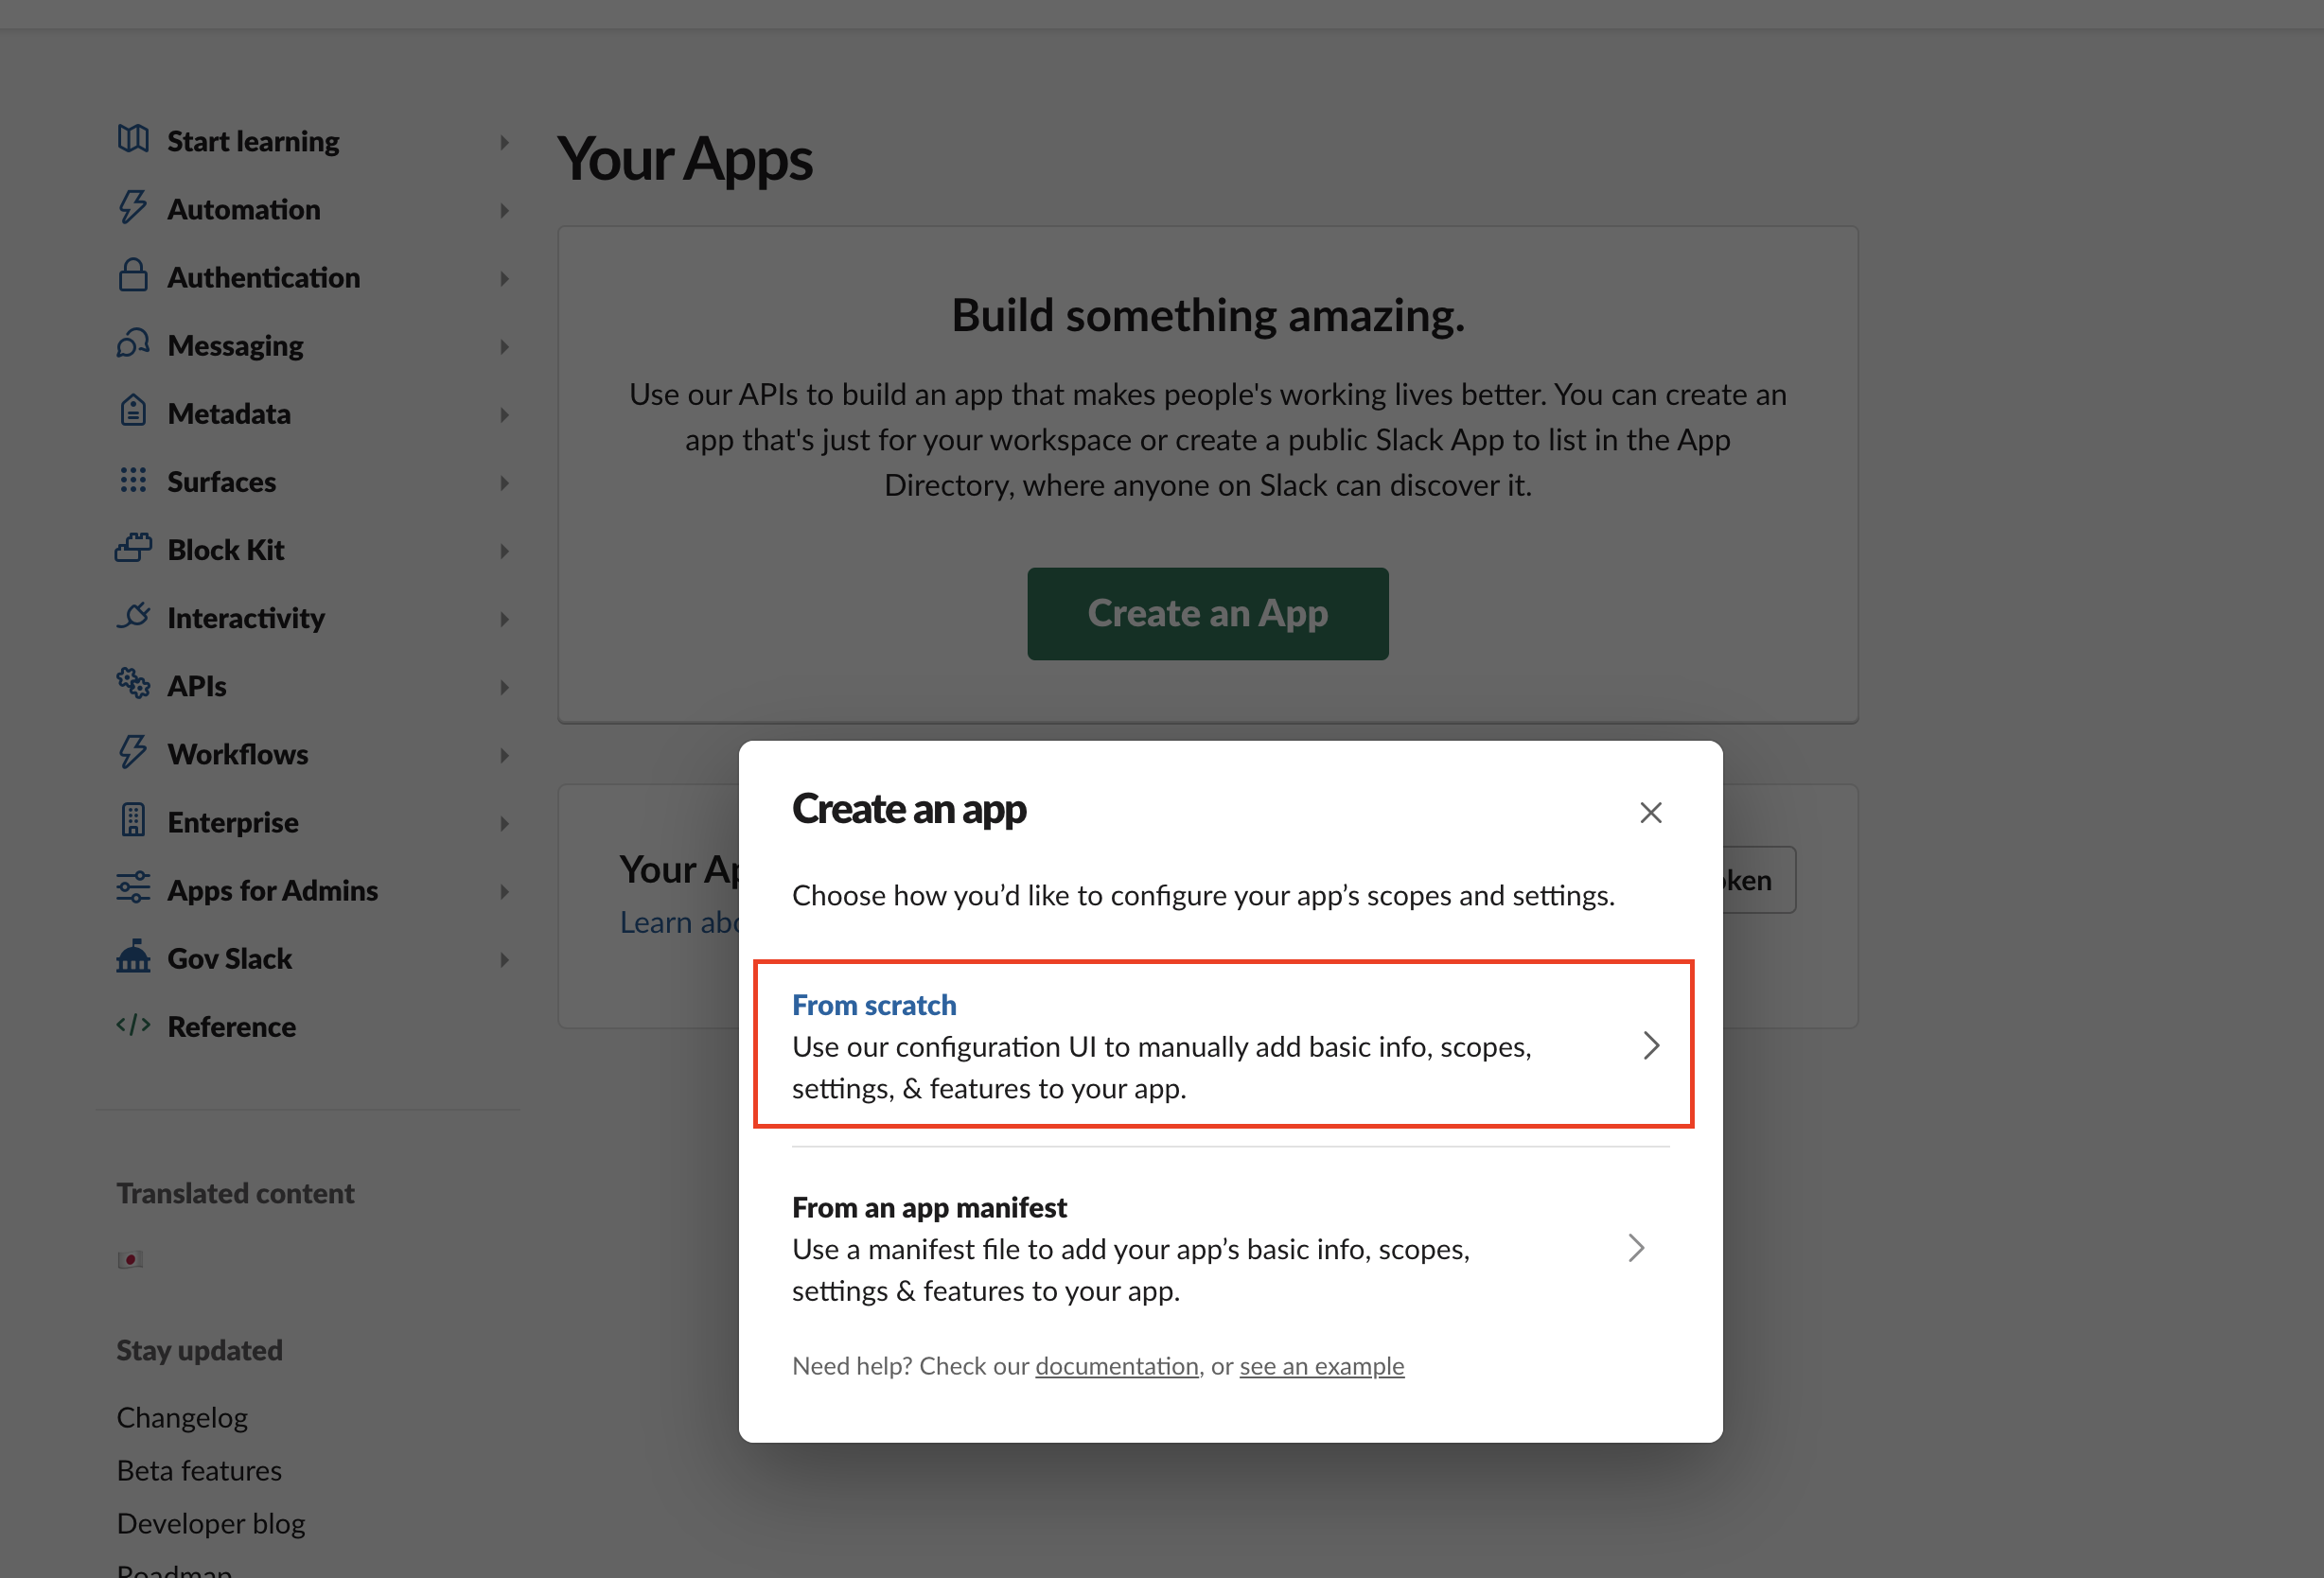 Start learning
Automation
Authentication
Messaging
Metadata
Surfaces
Block Kit
Interactivity
APIs
Workflows
Enterprise
Apps for Admins
Gov Slack
Reference
Translated content
Stay updated
Changelog
Beta features
Developer blog
Roadmap
Your Apps
Build something amazing.
Use our APIs to build an app that makes people's working lives better. You can create an
app that's just for your workspace or create a public Slack App to list in the App
Directory, where anyone on Slack can discover it.
Create an App
Your Ap
Learn abo
ken
Create an app
Choose how you’d like to configure your app’s scopes and settings.
From scratch
Use our configuration UI to manually add basic info, scopes,
settings, & features to your app.
From an app manifest
Use a manifest file to add your app’s basic info, scopes,
settings & features to your app.
Need help? Check our documentation, or see an example